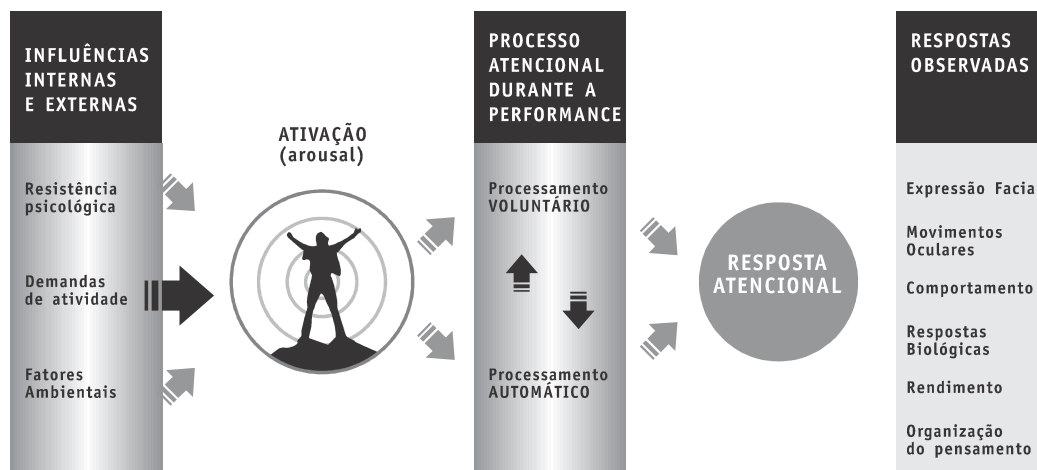 INFLUÊNCIAS
INTERNAS
E EXTERNAS
Resistência
psicológica
Demandas
de atividade
Fatores
Ambientais
ATIVAÇÃO
(arousal)
PROCESSO
ATENCIONAL
DURANTE A
PERFORMANCE
Processamento
VOLUNTÁRIO
Processamento
AUTOMÁTICO
RESPOSTA
ATENCIONAL
RESPOSTAS
OBSERVADAS
Expressão Facia
Movimentos
Oculares
Comportamento
Respostas
Biológicas
Rendimento
Organização
do pensamento